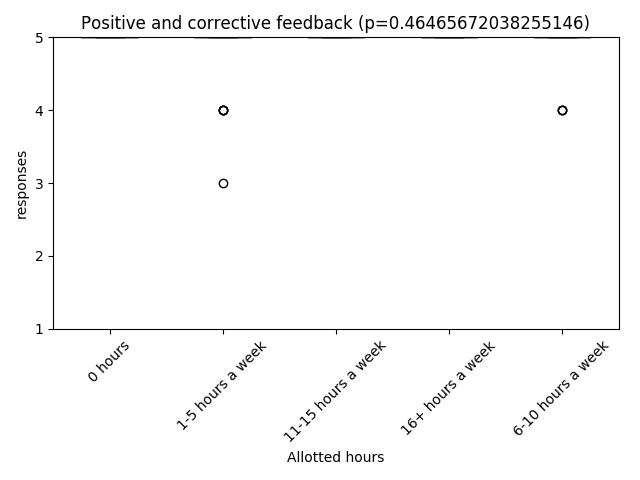 Positive and corrective feedback (p=0.46465672038255146)
5
4
3
2
1
responses
0 hours
1-5 hours a week
11-15 hours a week
16+ hours a week
6-10 hours a week
Allotted hours